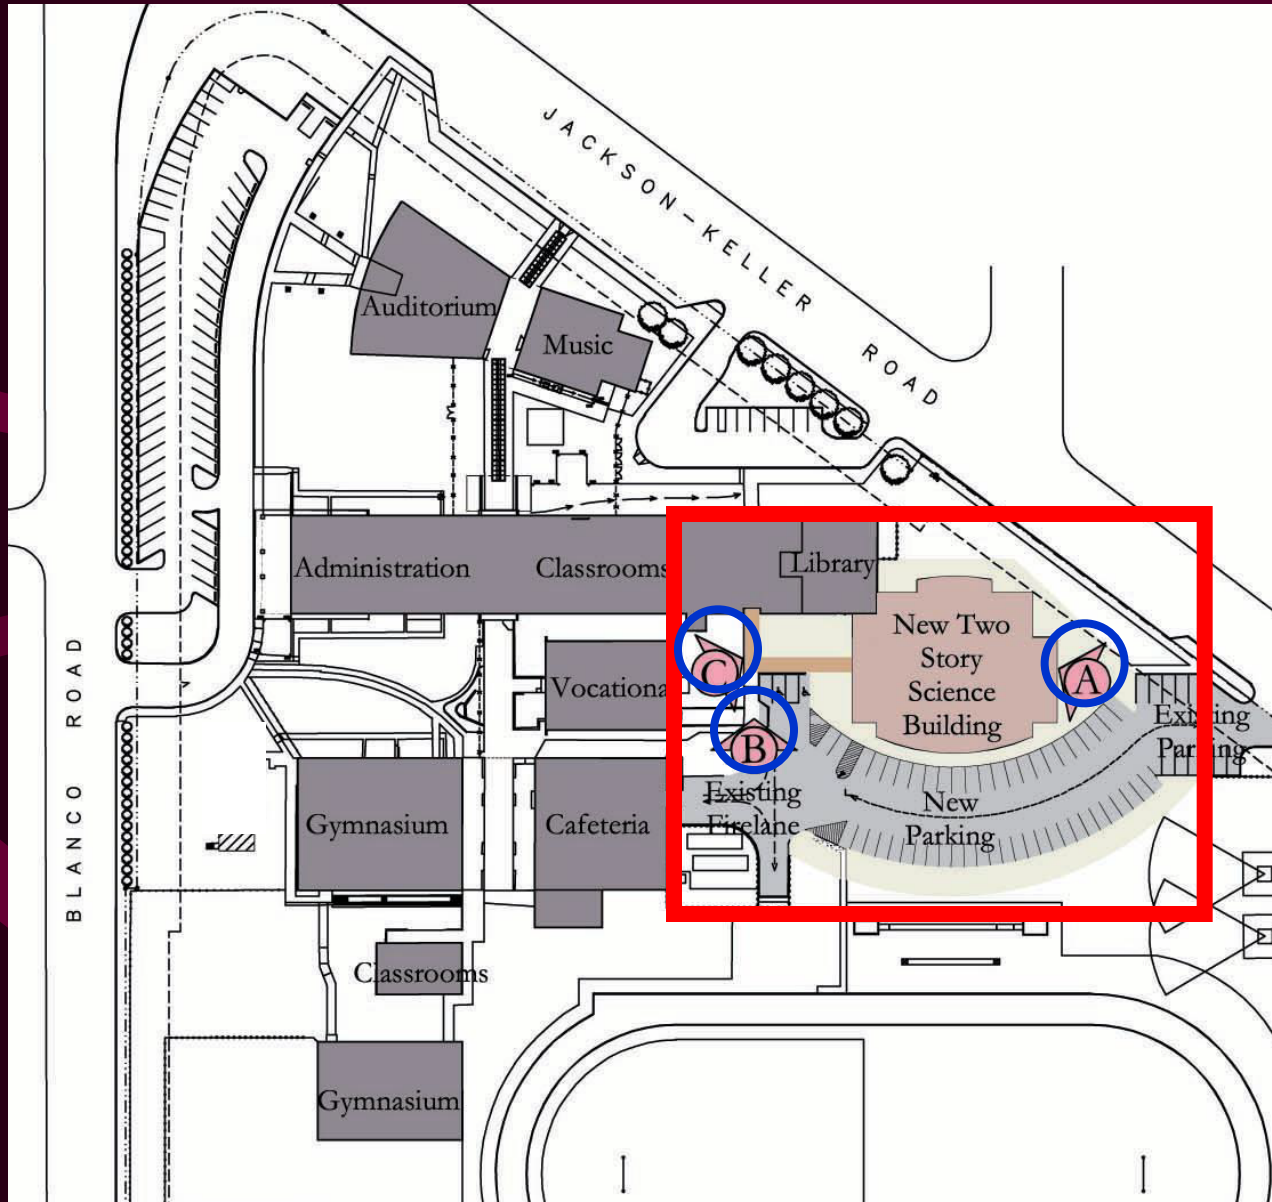 JACKSON-KELLER ROAD
Auditorium
Music
Administration
Classrooms
Library
New Two
Story
Science
Building
C
A
Vocationa
B
Existing
Parking
Existing
Firelane
New
Parking
Gymnasium
Cafeteria
BLANCO ROAD
Classrooms
Gymnasium